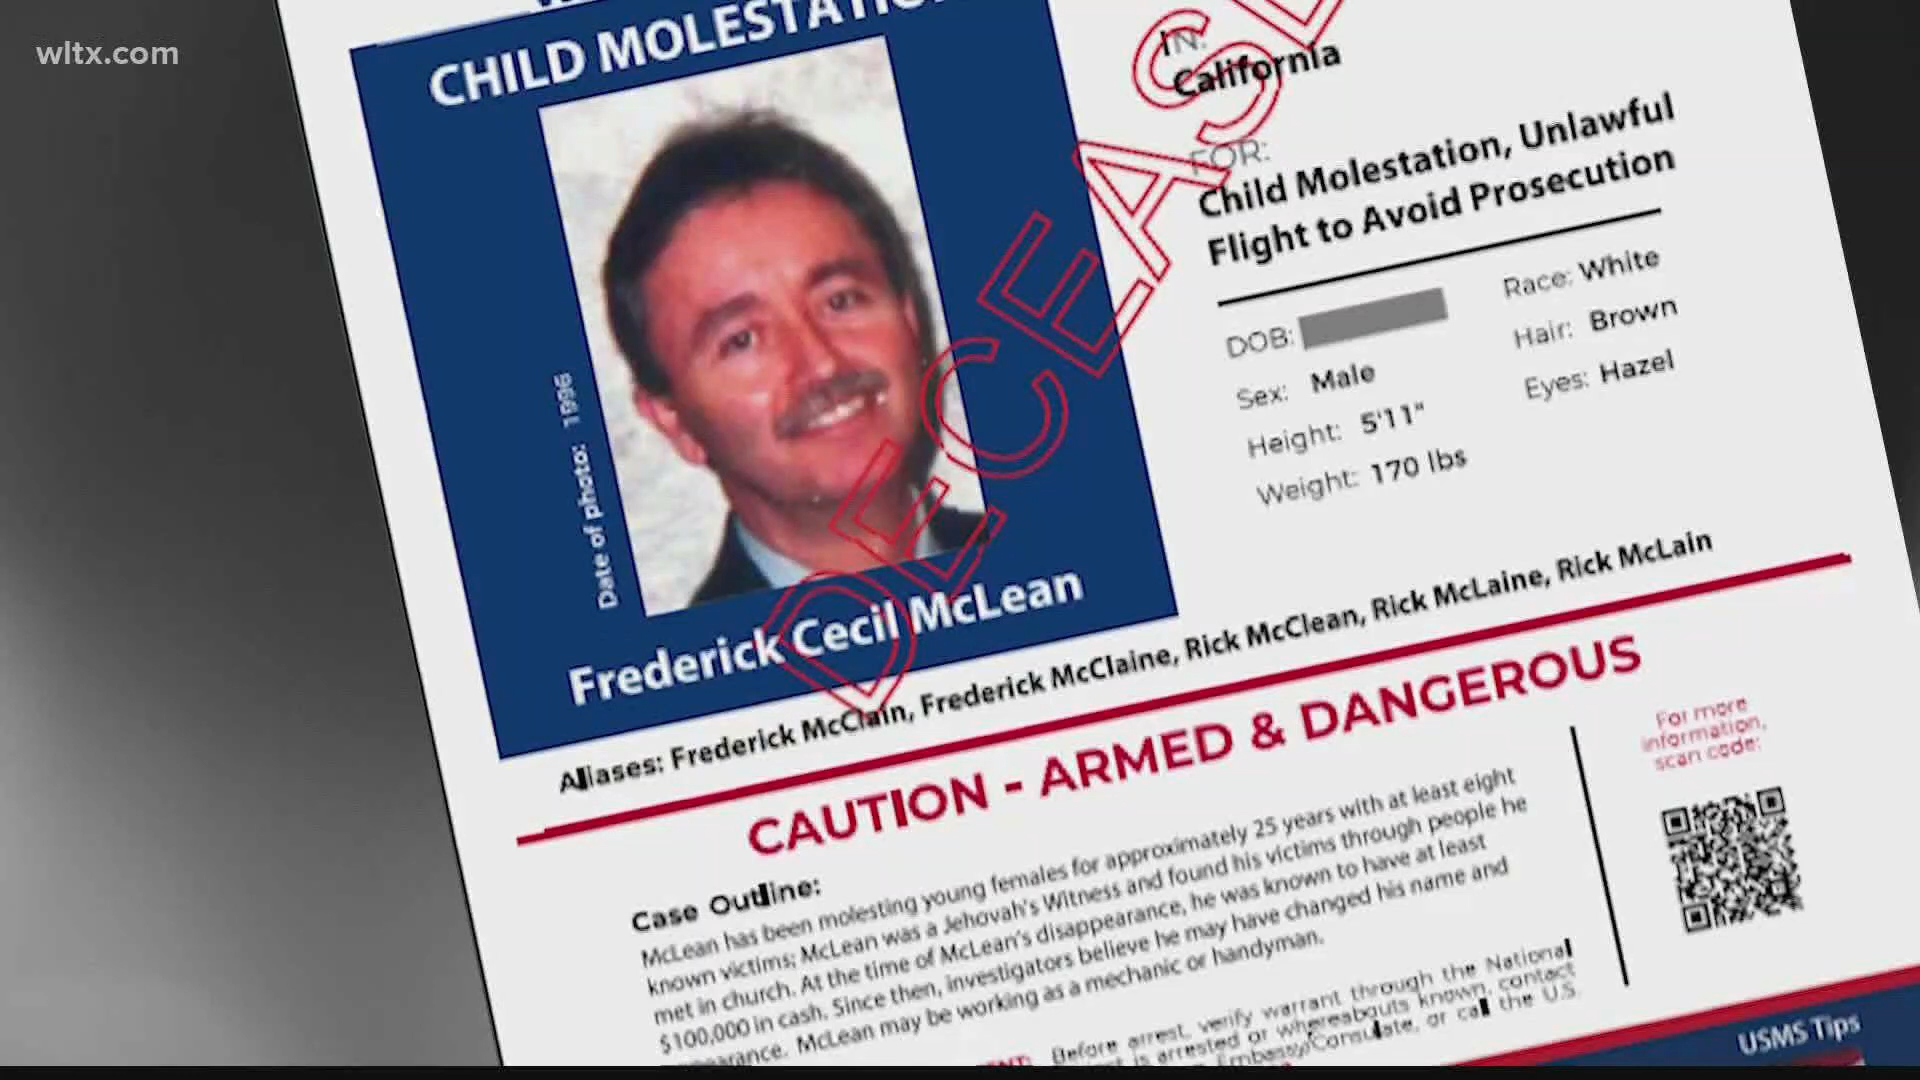 wltx.com
CHILD MOLESTATION
IN:
California
FOR:
Child Molestation, Unlawful
Flight to Avoid Prosecution
DOB:
Race: White
Sex: Male
Hair: Brown
Height: 5'11"
Eyes: Hazel
Weight: 170 lbs
Date of photo: 1996
Frederick Cecil McLean
DECEASE
Aliases: Frederick McClain, Frederick McClaine, Rick McClean, Rick McLaine, Rick McLain
CAUTION - ARMED & DANGEROUS
For more
information,
scan code:
Case Outline:
McLean has been molesting young females for approximately 25 years with at least eight
known victims; McLean was a Jehovah's Witness and found his victims through people he
met in church. At the time of McLean's disappearance, he was known to have at least
$100,000 in cash. Since then, investigators believe he may have changed his name and
McLean may be working as a mechanic or handyman.
Before arrest, verify warrant through the National
is arrested or whereabouts known, contact
Embassy/Consulate, or call the U.S.
USMS Tips